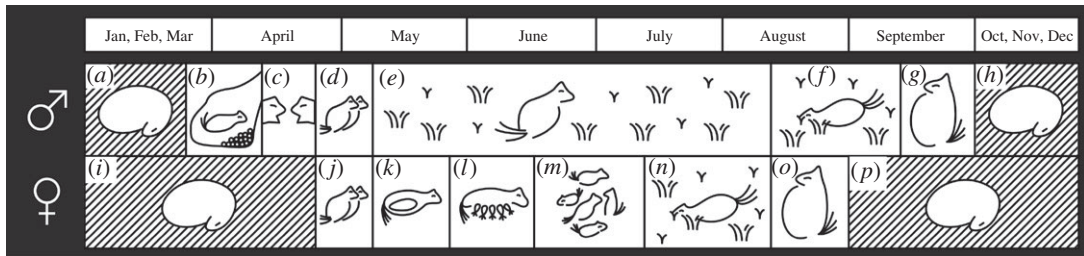 Jan, Feb, Mar April May June July August September Oct, Nov, Dec
(a) (b) (c) (d) (e) (f) (g) (h)
♂
(i) (j) (k) (l) (m) (n) (o) (p)
♀